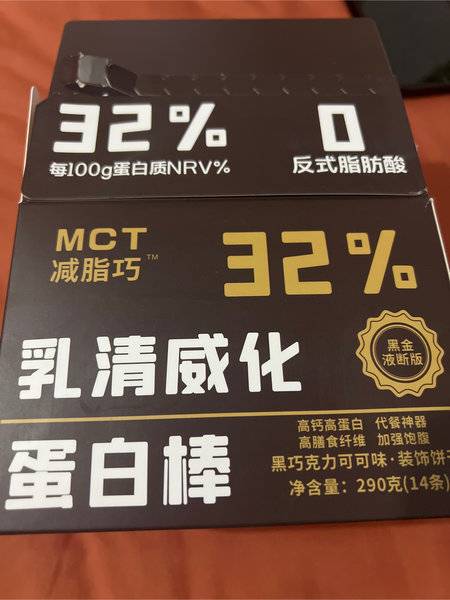 32% 0
每100g蛋白质NRV% 反式脂肪酸
MCT 32%
减脂巧™
乳清威化
黑金
液断版
蛋白棒
高钙高蛋白 代餐神器
高膳食纤维 加强饱腹
黑巧克力可可味·装饰饼干
净含量：290克(14条)